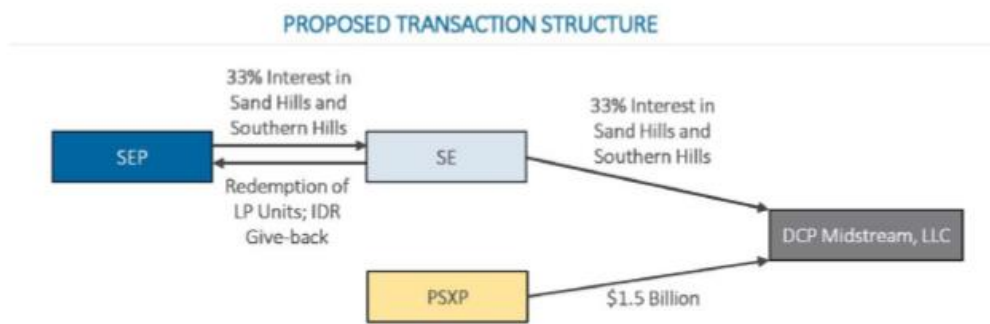 PROPOSED TRANSACTION STRUCTURE
33% Interest in
Sand Hills and
Southern Hills
33% Interest in
Sand Hills and
Southern Hills
SEP
SE
Redemption of
LP Units; IDR
Give-back
DCP Midstream, LLC
PSXP
$1.5 Billion